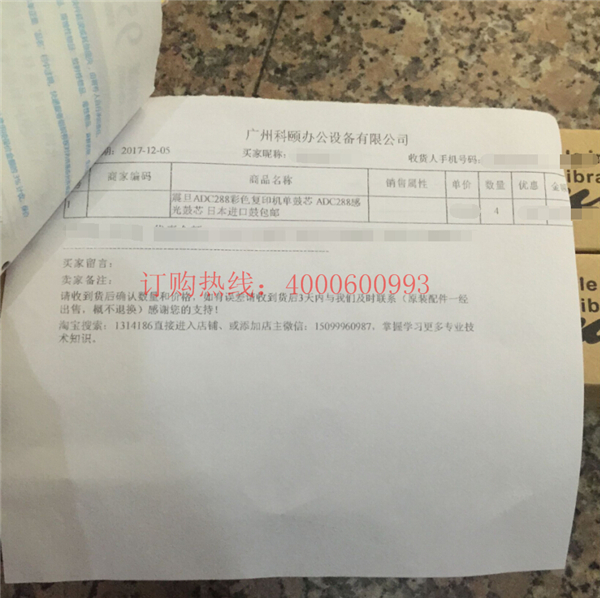 广州科颐办公设备有限公司
期: 2017-12-05 买家昵称: 收货人手机号码:
商家编码 商品名称 销售属性 单价 数量 优惠 金额
1 震旦ADC288彩色复印机单鼓芯 ADC288感 4
光鼓芯 日本进口鼓包邮
买家留言:
卖家备注:
订购热线：4000600993
请收到货后确认数量和价格，如有误差请收到货后3天内与我们及时联系（原装配件一经
出售、概不退换）感谢您的支持！
淘宝搜索: 1314186直接进入店铺、或添加店主微信: 15099960987、掌握学习更多专业技
术知识。